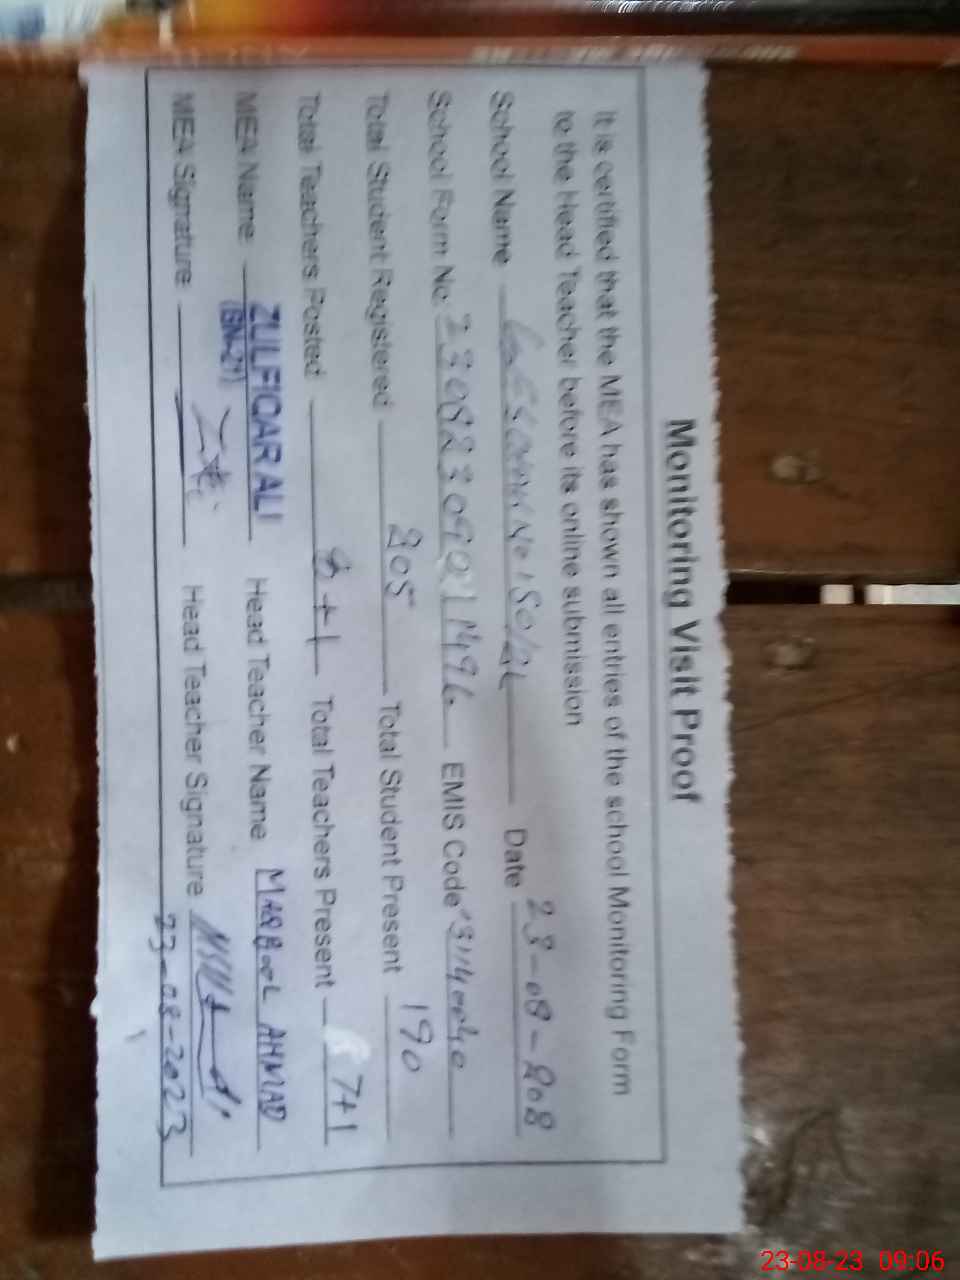 Monitoring Visit Proof
It is certified that the MEA has shown all entries of the school Monitoring Form
to the Head Teacher before its online submission
School Name Date 23-08-208
School Form No. EMIS Code
Total Student Registered 205 Total Student Present 190
Total Teachers Posted 8+1 Total Teachers Present 7+1
MEA Name ZULFIQAR ALI Head Teacher Name MAQBOOL AHMAD
(BN-21)
MEA Signature Head Teacher Signature
23-08-2023
23-08-23 09:06